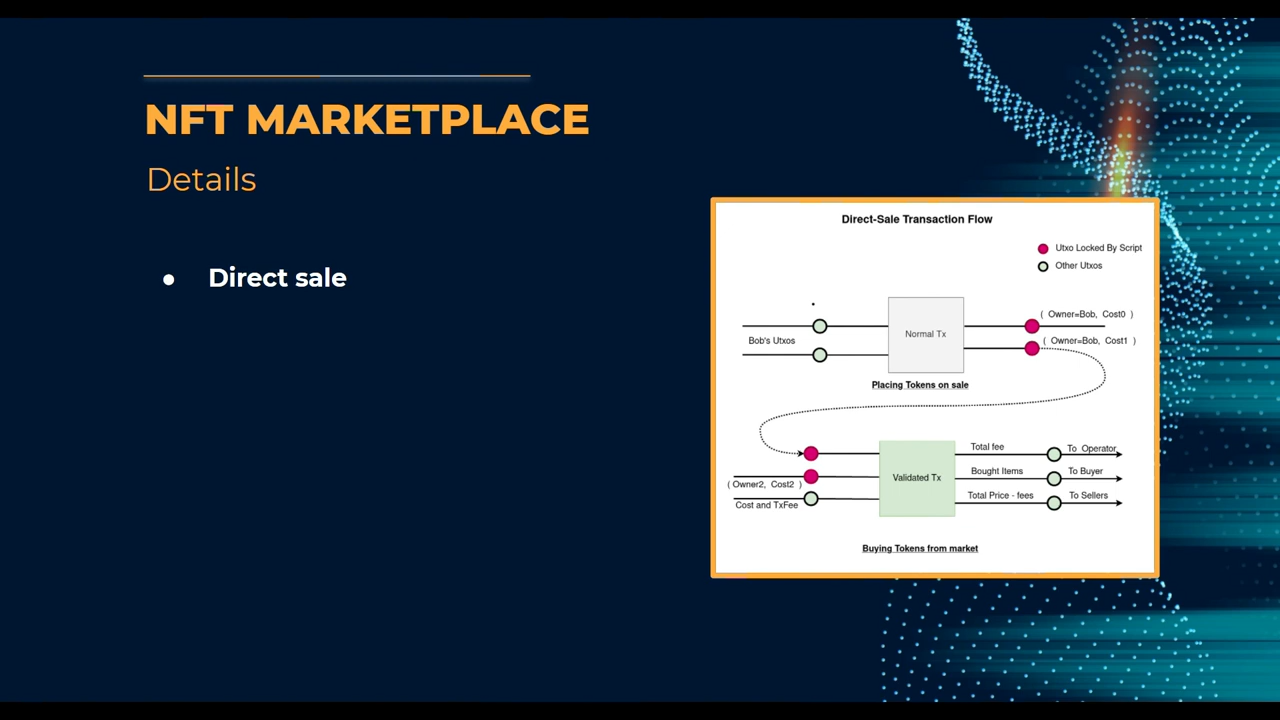 NFT MARKETPLACE
Details
● Direct sale
Direct-Sale Transaction Flow
Utxo Locked By Script
Other Utxos
( Owner=Bob, Cost0 )
Normal Tx
Bob's Utxos
( Owner=Bob, Cost1 )
Placing Tokens on sale
Total fee
To Operator
Bought Items
To Buyer
Validated Tx
( Owner2, Cost2 )
Total Price - fees
To Sellers
Cost and TxFee
Buying Tokens from market